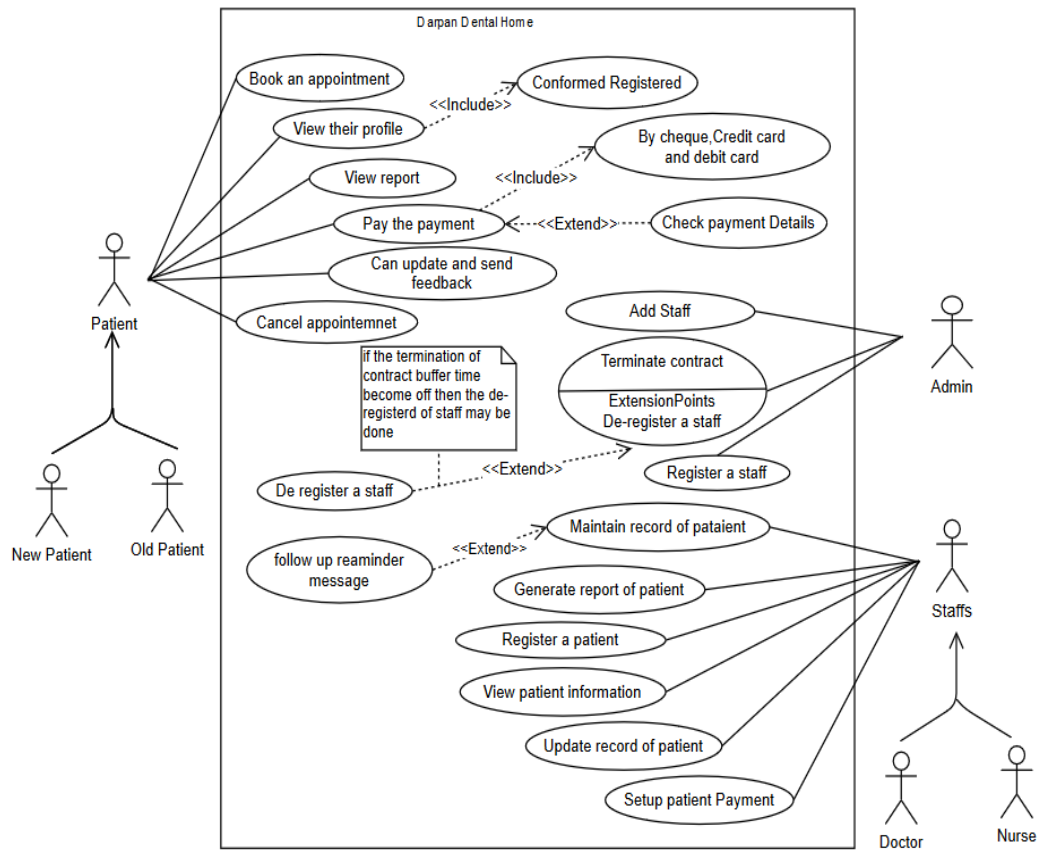 Darpan Dental Home
Book an appointment
Conformed Registered
<<Include>>
View their profile
By cheque,Credit card
and debit card
View report
<<Include>>
Pay the payment
<<Extend>>
Check payment Details
Can update and send
feedback
Patient
Cancel appointemnet
Add Staff
if the termination of
contract buffer time
become off then the de-
registerd of staff may be
done
Terminate contract
ExtensionPoints
De-register a staff
Admin
<<Extend>>
Register a staff
De register a staff
New Patient
Old Patient
Maintain record of pataient
<<Extend>>
follow up reaminder
message
Generate report of patient
Staffs
Register a patient
View patient information
Update record of patient
Setup patient Payment
Doctor
Nurse